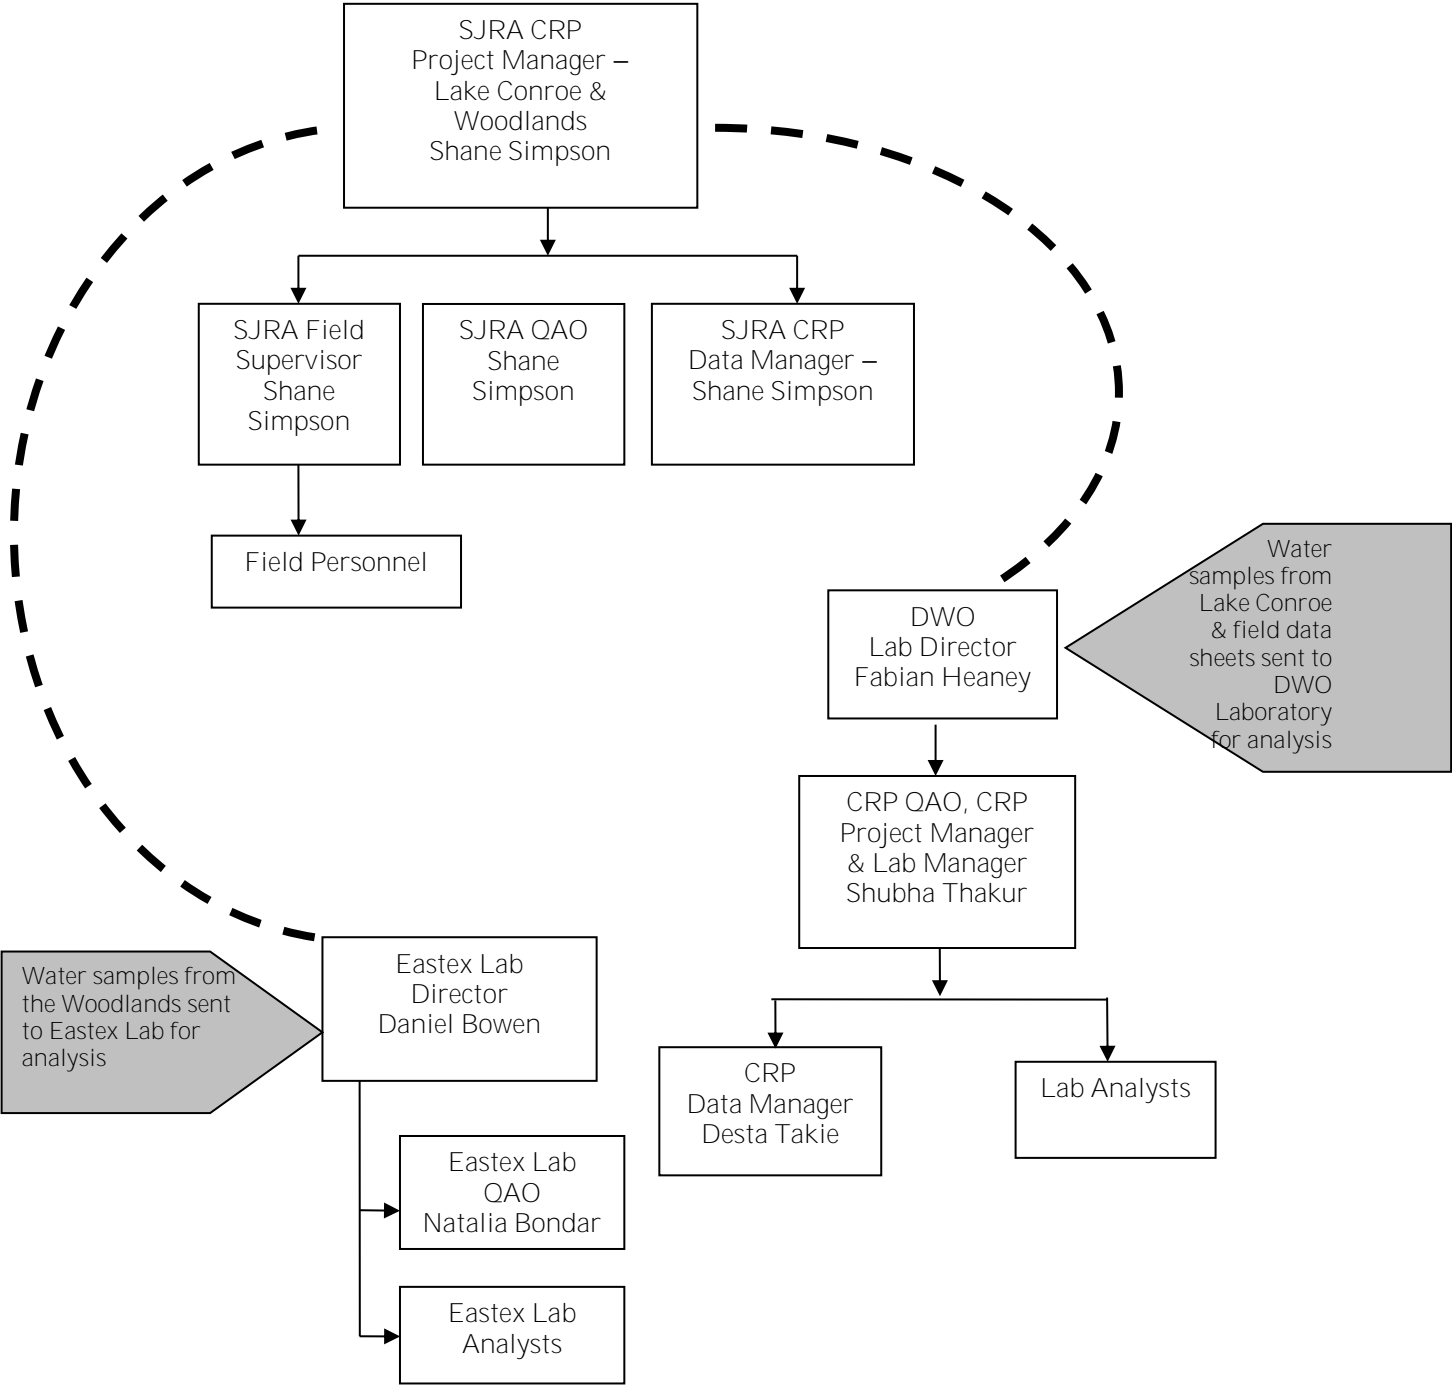 SJRA CRP
Project Manager –
Lake Conroe &
Woodlands
Shane Simpson
SJRA Field
Supervisor
Shane
Simpson
SJRA QAO
Shane
Simpson
SJRA CRP
Data Manager –
Shane Simpson
Field Personnel
Water
samples from
Lake Conroe
& field data
sheets sent to
DWO
Laboratory
for analysis
DWO
Lab Director
Fabian Heaney
CRP QAO, CRP
Project Manager
& Lab Manager
Shubha Thakur
Water samples from
the Woodlands sent
to Eastex Lab for
analysis
Eastex Lab
Director
Daniel Bowen
CRP
Data Manager
Desta Takie
Lab Analysts
Eastex Lab
QAO
Natalia Bondar
Eastex Lab
Analysts